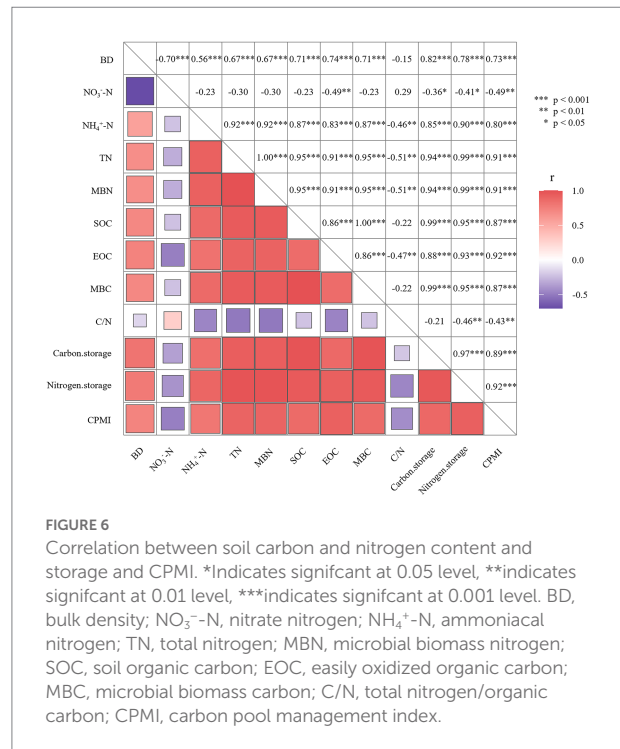 BD -0.70*** 0.56*** 0.67*** 0.67*** 0.71*** 0.74*** 0.71*** -0.15 0.82*** 0.78*** 0.73***
NO₃⁻-N -0.23 -0.30 -0.30 -0.23 -0.49** -0.23 0.29 -0.36* -0.41* -0.49**
NH₄⁺-N 0.92*** 0.92*** 0.87*** 0.83*** 0.87*** -0.46** 0.85*** 0.90*** 0.80***
TN 1.00*** 0.95*** 0.91*** 0.95*** -0.51** 0.94*** 0.99*** 0.91***
MBN 0.95*** 0.91*** 0.95*** -0.51** 0.94*** 0.99*** 0.91***
SOC 0.86*** 1.00*** -0.22 0.99*** 0.95*** 0.87***
EOC 0.86*** -0.47** 0.88*** 0.93*** 0.92***
MBC -0.22 0.99*** 0.95*** 0.87***
C/N -0.21 -0.46** -0.43**
Carbon.storage 0.97*** 0.89***
Nitrogen.storage 0.92***
CPMI
BD NO₃⁻-N NH₄⁺-N TN MBN SOC EOC MBC C/N Carbon.storage Nitrogen.storage CPMI
*** p < 0.001
** p < 0.01
* p < 0.05
r
1.0
0.5
0.0
-0.5
FIGURE 6
Correlation between soil carbon and nitrogen content and
storage and CPMI. *Indicates signifcant at 0.05 level, **indicates
signifcant at 0.01 level, ***indicates signifcant at 0.001 level. BD,
bulk density; NO₃⁻-N, nitrate nitrogen; NH₄⁺-N, ammoniacal
nitrogen; TN, total nitrogen; MBN, microbial biomass nitrogen;
SOC, soil organic carbon; EOC, easily oxidized organic carbon;
MBC, microbial biomass carbon; C/N, total nitrogen/organic
carbon; CPMI, carbon pool management index.